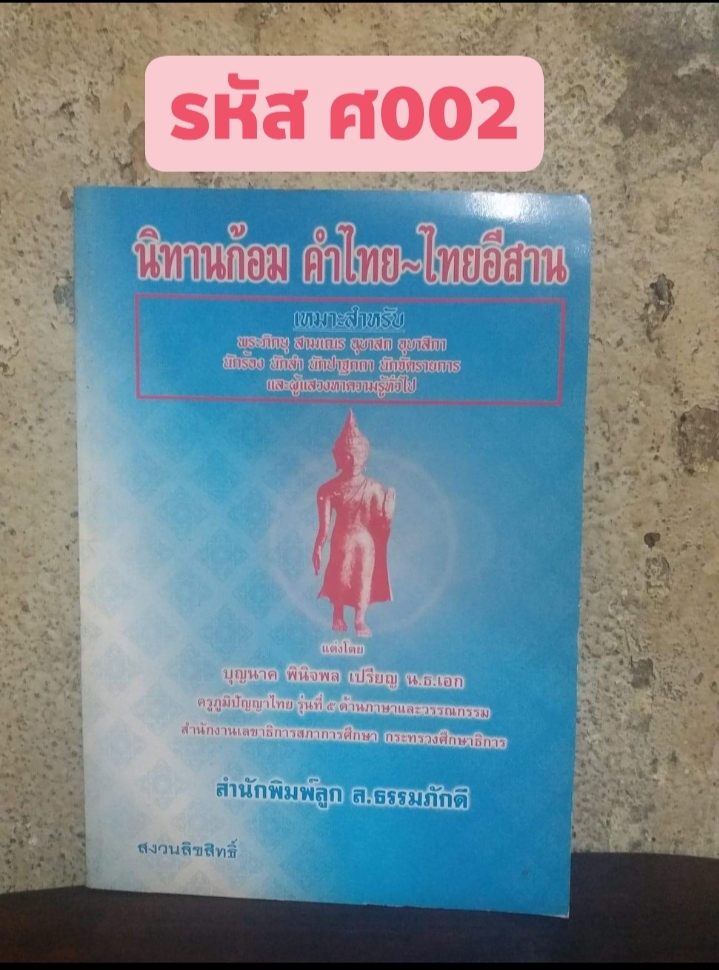 รหัส ศ002
นิทานก้อม คำไทย~ไทยอีสาน
เหมาะสำหรับ
พระภิกษุ สามเณร อุบาสก อุบาสิกา
นักร้อง นักลำ นักปาฐกถา นักจัดรายการ
และผู้แสวงหาความรู้ทั่วไป
แต่งโดย
บุญนาค พินิจพล เปรียญ น.ธ.เอก
ครูภูมิปัญญาไทย รุ่นที่ ๕ ด้านภาษาและวรรณกรรม
สำนักงานเลขาธิการสภาการศึกษา กระทรวงศึกษาธิการ
สำนักพิมพ์ลูก ส.ธรรมภักดี
สงวนลิขสิทธิ์